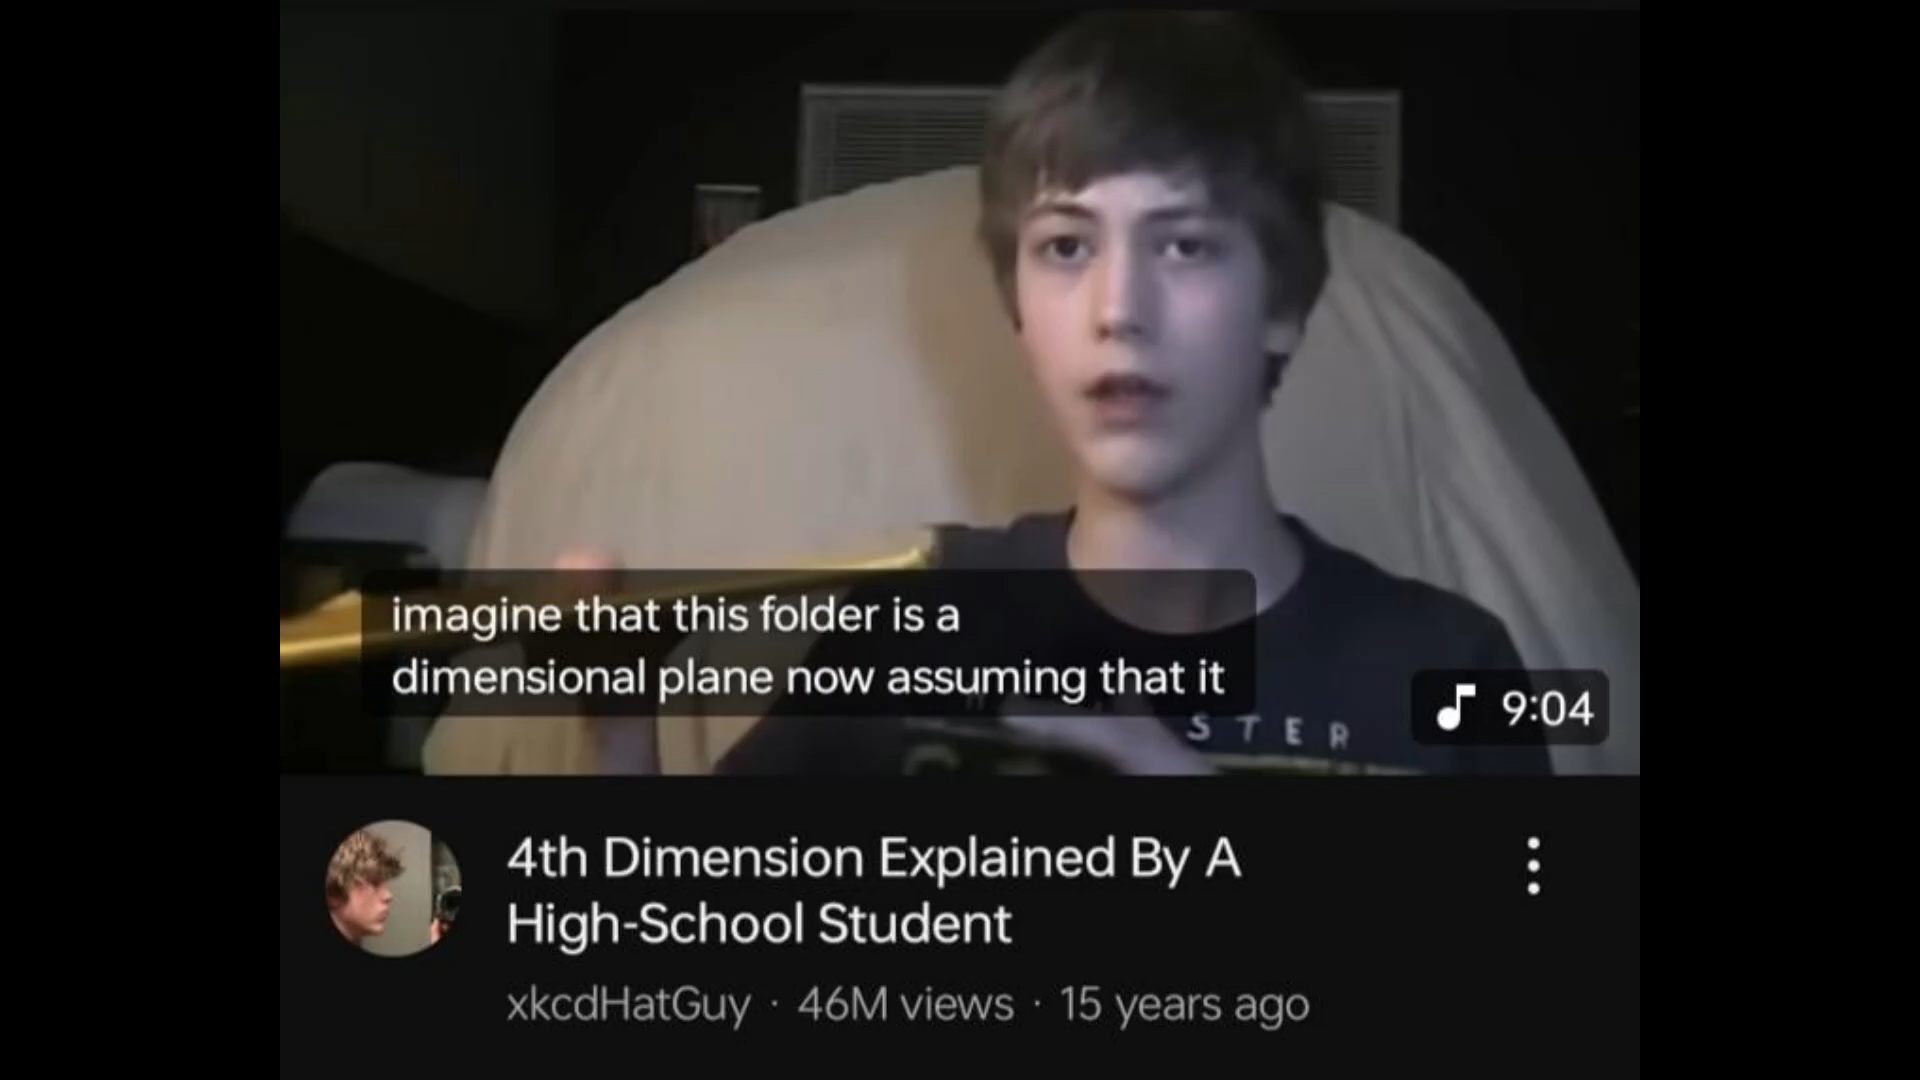 imagine that this folder is a
dimensional plane now assuming that it
STER
9:04
4th Dimension Explained By A
High-School Student
xkcdHatGuy · 46M views · 15 years ago